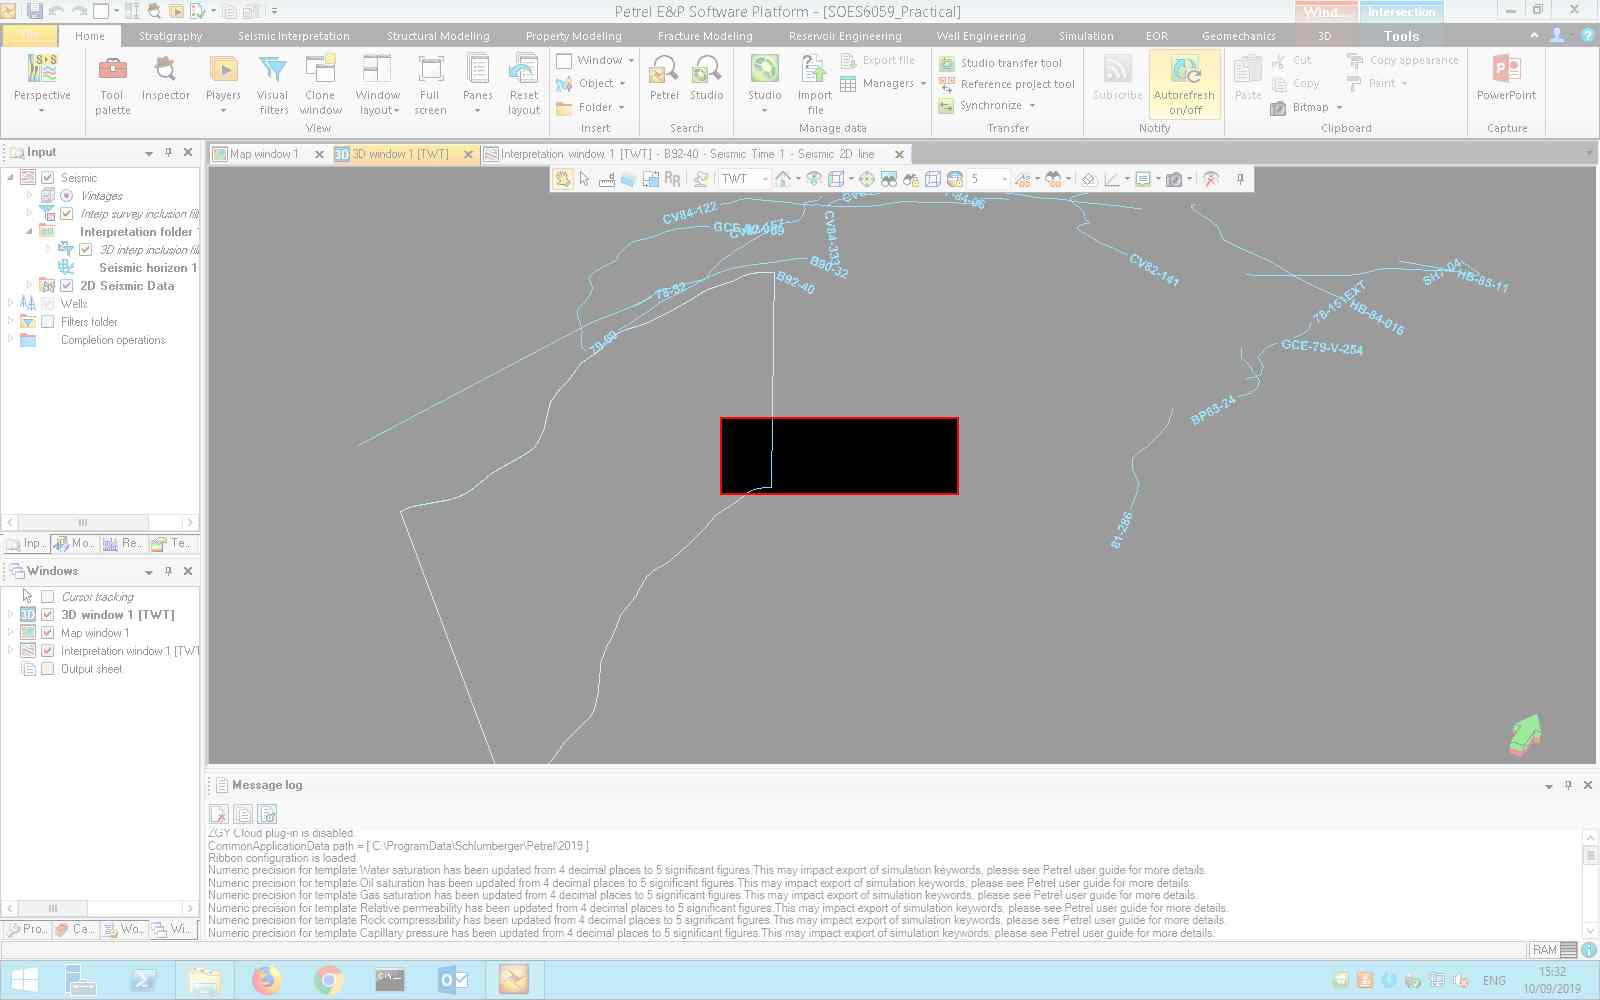 Petrel E&P Software Platform - [SOES6059_Practical]
Wind...
Intersection
Home
Stratigraphy
Seismic Interpretation
Structural Modeling
Property Modeling
Fracture Modeling
Reservoir Engineering
Well Engineering
Simulation
EOR
Geomechanics
3D
Tools
Perspective
Tool palette
Inspector
Players
Visual filters
Clone window
Window layout
Full screen
Panes
Reset layout
View
Window
Object
Folder
Insert
Petrel
Studio
Search
Studio
Import file
Export file
Managers
Manage data
Studio transfer tool
Reference project tool
Synchronize
Transfer
Subscribe
Autorefresh on/off
Notify
Paste
Cut
Copy
Bitmap
Copy appearance
Paint
Clipboard
PowerPoint
Capture
Input
Seismic
Vintages
Interp survey inclusion fil
Interpretation folder 1
3D interp inclusion fil
Seismic horizon 1
2D Seismic Data
Wells
Filters folder
Completion operations
Inp...
Mo...
Re...
Te...
Windows
Cursor tracking
3D window 1 [TWT]
Map window 1
Interpretation window 1 [TWT
Output sheet
Pro...
Ca...
Wo...
Wi...
Map window 1
3D 3D window 1 [TWT]
Interpretation window 1 [TWT] - B92-40 - Seismic Time 1 - Seismic 2D line
TWT
5
CV84-122
B90-32
B92-40
78-32
79-09
CV82-141
SH7-04
HB-85-11
78-151EXT
HB-84-016
GCE-79-V-254
BP85-24
81-286
Message log
ZGY Cloud plug-in is disabled.
CommonApplicationData path = [ C:\ProgramData\Schlumberger\Petrel\2019 ]
Ribbon configuration is loaded.
Numeric precision for template Water saturation has been updated from 4 decimal places to 5 significant figures.This may impact export of simulation keywords, please see Petrel user guide for more details.
Numeric precision for template Oil saturation has been updated from 4 decimal places to 5 significant figures.This may impact export of simulation keywords, please see Petrel user guide for more details.
Numeric precision for template Gas saturation has been updated from 4 decimal places to 5 significant figures.This may impact export of simulation keywords, please see Petrel user guide for more details.
Numeric precision for template Relative permeability has been updated from 4 decimal places to 5 significant figures.This may impact export of simulation keywords, please see Petrel user guide for more details.
Numeric precision for template Rock compressibility has been updated from 4 decimal places to 5 significant figures.This may impact export of simulation keywords, please see Petrel user guide for more details.
Numeric precision for template Capillary pressure has been updated from 4 decimal places to 5 significant figures.This may impact export of simulation keywords, please see Petrel user guide for more details.
RAM
ENG
15:32
10/09/2019